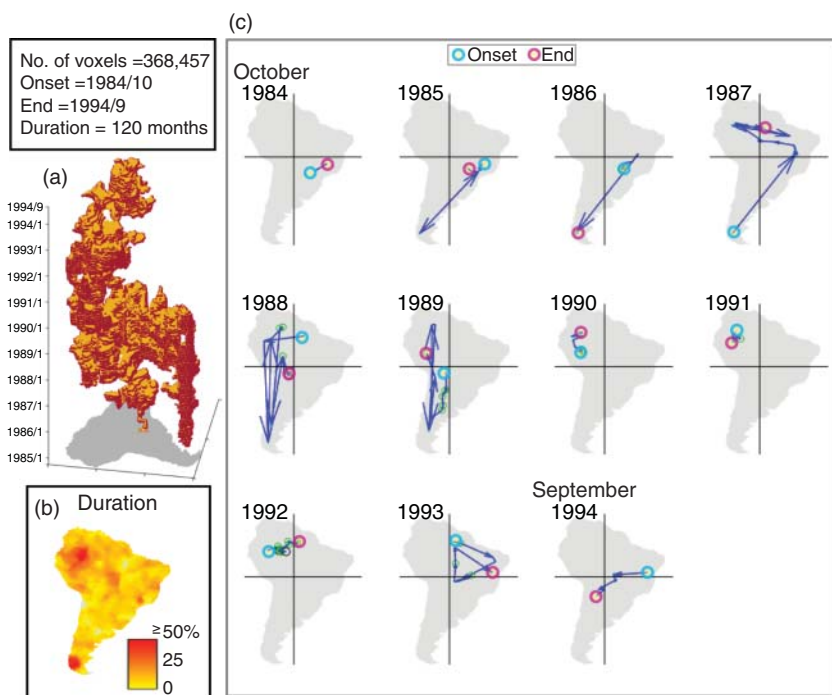 (c)
No. of voxels =368,457
Onset =1984/10
End =1994/9
Duration = 120 months
Onset End
October
1984 1985 1986 1987
(a)
1994/9
1994/1
1993/1
1992/1
1991/1
1990/1
1989/1
1988/1
1987/1
1986/1
1985/1
1988 1989 1990 1991
(b) Duration
≥50%
25
0
September
1992 1993 1994